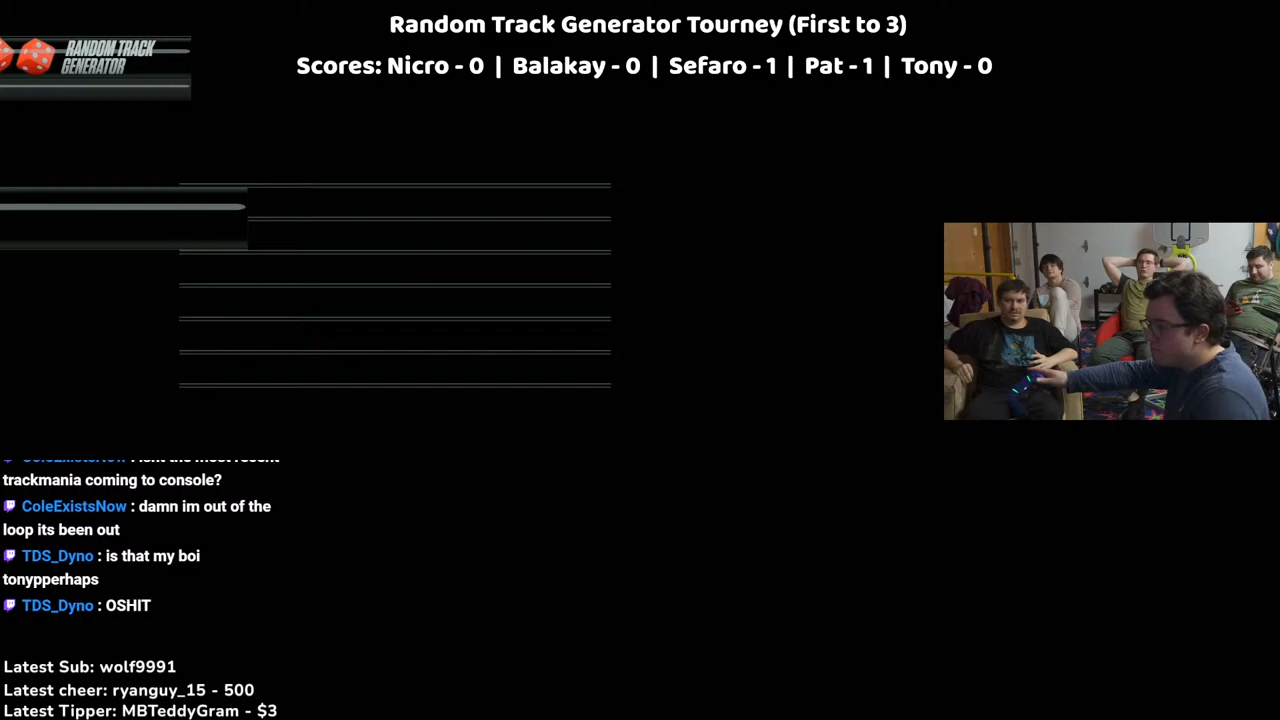 Random Track Generator Tourney (First to 3)
Scores: Nicro - 0 | Balakay - 0 | Sefaro - 1 | Pat - 1 | Tony - 0
RANDOM TRACK
GENERATOR
trackmania coming to console?
ColeExistsNow : damn im out of the
loop its been out
TDS_Dyno : is that my boi
tonypperhaps
TDS_Dyno : OSHIT
Latest Sub: wolf9991
Latest cheer: ryanguy_15 - 500
Latest Tipper: MBTeddyGram - $3